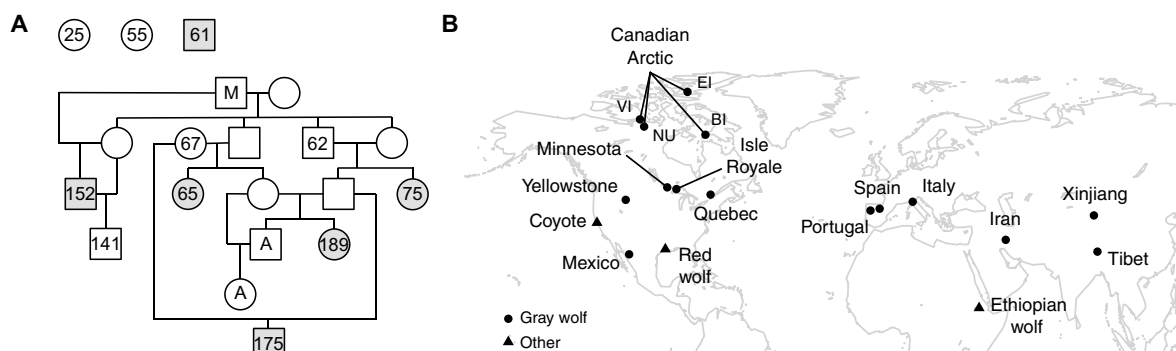 A
25
55
61
M
67
62
152
65
75
141
A
189
A
175
B
Canadian
Arctic
EI
VI
NU
BI
Minnesota
Isle
Royale
Yellowstone
Quebec
Coyote
Mexico
Red
wolf
Spain
Italy
Portugal
Iran
Xinjiang
Tibet
Ethiopian
wolf
Gray wolf
Other